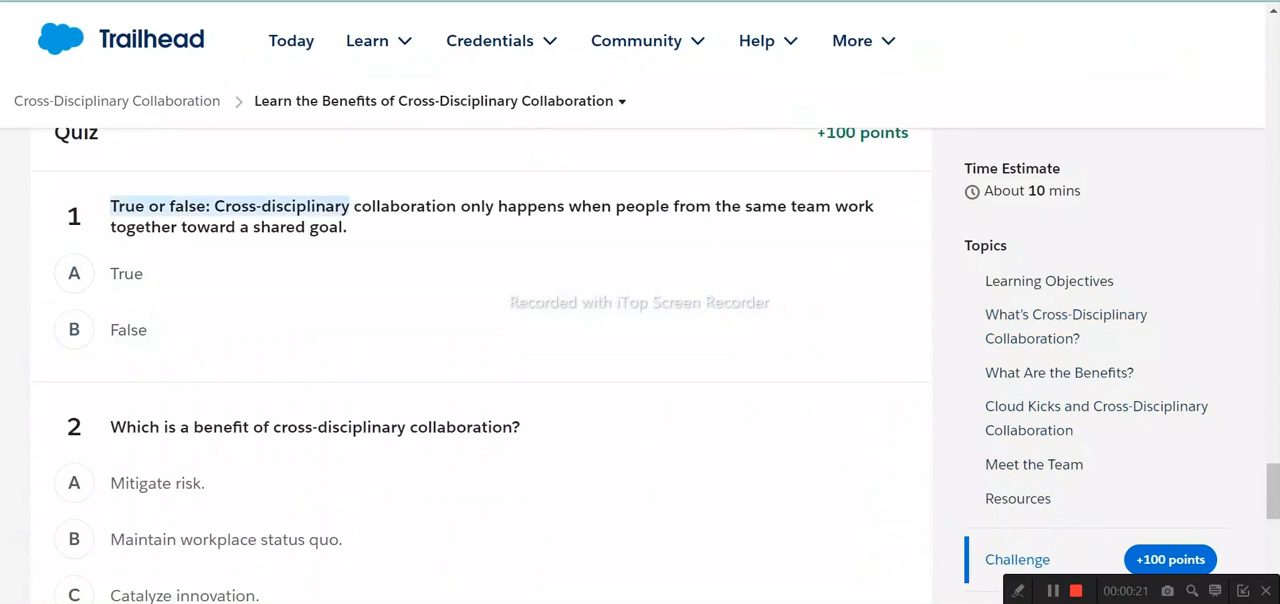 Trailhead
Today
Learn
Credentials
Community
Help
More
Cross-Disciplinary Collaboration
Learn the Benefits of Cross-Disciplinary Collaboration
Quiz
+100 points
1
True or false: Cross-disciplinary collaboration only happens when people from the same team work
together toward a shared goal.
A
True
B
False
Recorded with iTop Screen Recorder
2
Which is a benefit of cross-disciplinary collaboration?
A
Mitigate risk.
B
Maintain workplace status quo.
C
Catalyze innovation.
Time Estimate
About 10 mins
Topics
Learning Objectives
What's Cross-Disciplinary
Collaboration?
What Are the Benefits?
Cloud Kicks and Cross-Disciplinary
Collaboration
Meet the Team
Resources
Challenge
+100 points
00:00:21